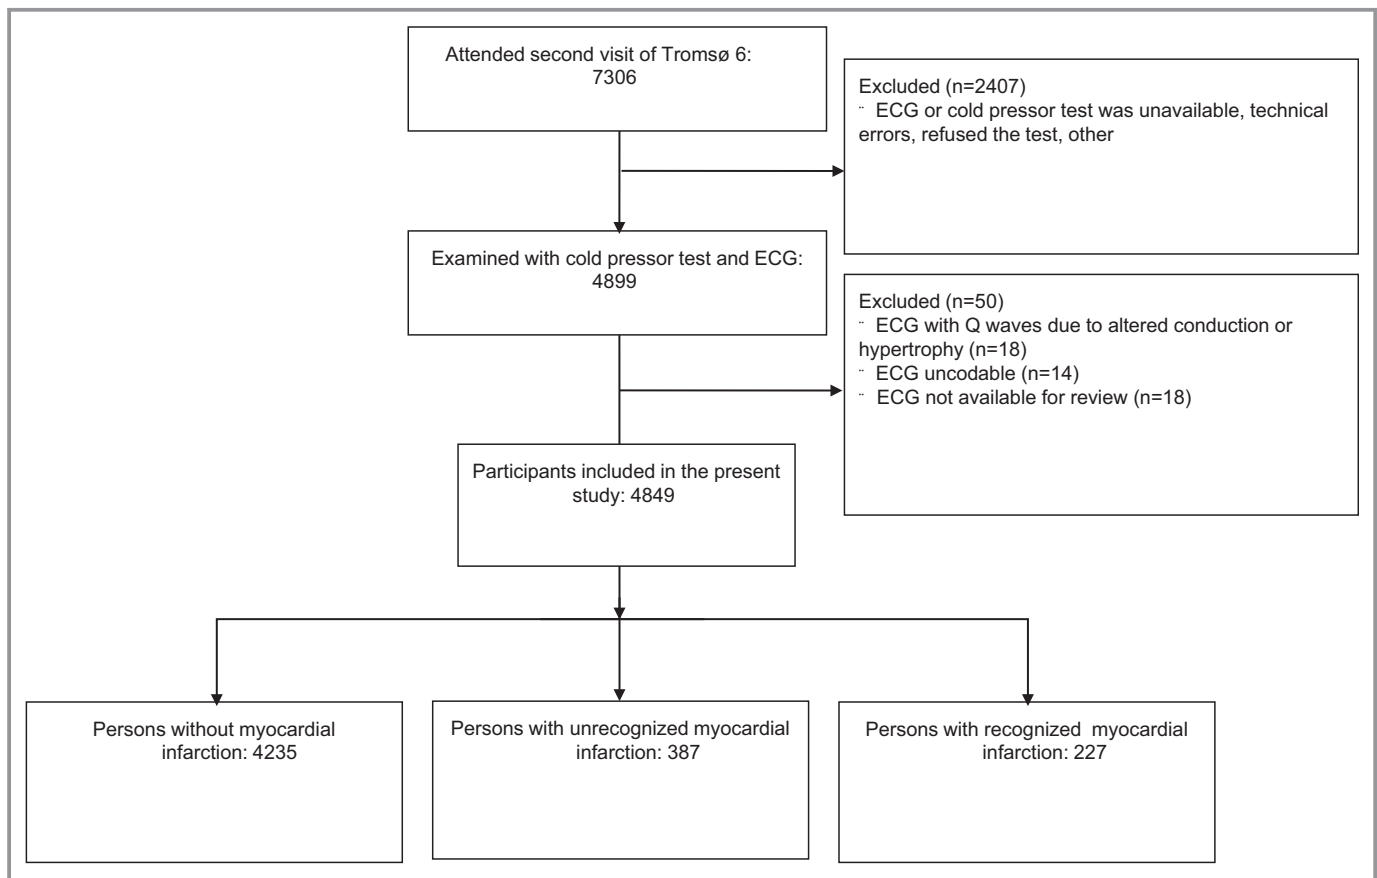 Attended second visit of Tromsø 6:
7306
Excluded (n=2407)
¨ ECG or cold pressor test was unavailable, technical
errors, refused the test, other
Examined with cold pressor test and ECG:
4899
Excluded (n=50)
¨ ECG with Q waves due to altered conduction or
hypertrophy (n=18)
¨ ECG uncodable (n=14)
¨ ECG not available for review (n=18)
Participants included in the present
study: 4849
Persons without myocardial
infarction: 4235
Persons with unrecognized myocardial
infarction: 387
Persons with recognized myocardial
infarction: 227